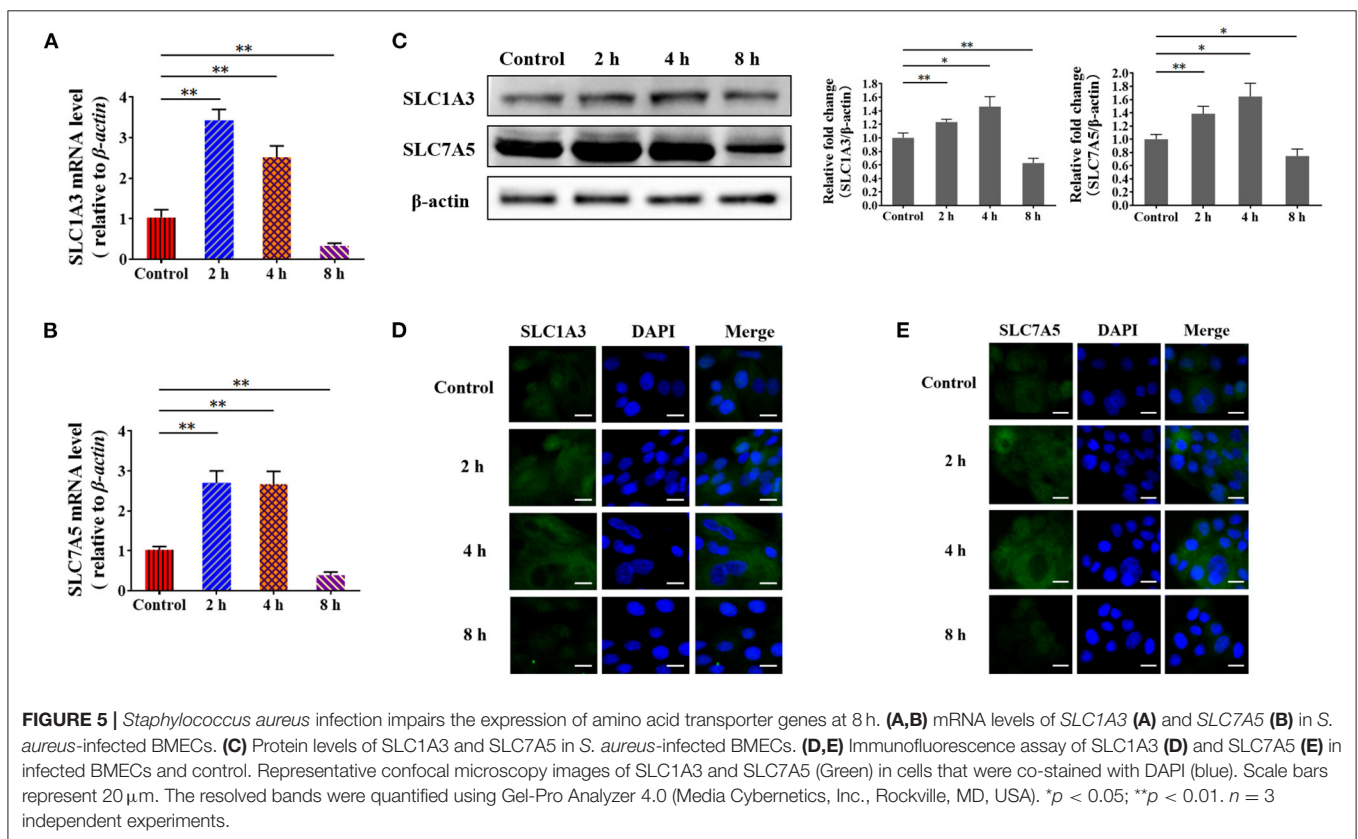 A
SLC1A3 mRNA level
( relative to β-actin)
4
3
2
1
0
**
**
**
Control 2 h 4 h 8 h
B
SLC7A5 mRNA level
( relative to β-actin)
4
3
2
1
0
**
**
**
Control 2 h 4 h 8 h
C
Control 2 h 4 h 8 h
SLC1A3
SLC7A5
β-actin
Relative fold change
(SLC1A3/β-actin)
1.8
1.6
1.4
1.2
1.0
0.8
0.6
0.4
0.2
0.0
**
*
**
Control 2 h 4 h 8 h
Relative fold change
(SLC7A5/β-actin)
2.0
1.8
1.6
1.4
1.2
1.0
0.8
0.6
0.4
0.2
0.0
*
*
**
Control 2 h 4 h 8 h
D
SLC1A3 DAPI Merge
Control
2 h
4 h
8 h
E
SLC7A5 DAPI Merge
Control
2 h
4 h
8 h
FIGURE 5 | Staphylococcus aureus infection impairs the expression of amino acid transporter genes at 8 h. (A,B) mRNA levels of SLC1A3 (A) and SLC7A5 (B) in S.
aureus-infected BMECs. (C) Protein levels of SLC1A3 and SLC7A5 in S. aureus-infected BMECs. (D,E) Immunofluorescence assay of SLC1A3 (D) and SLC7A5 (E) in
infected BMECs and control. Representative confocal microscopy images of SLC1A3 and SLC7A5 (Green) in cells that were co-stained with DAPI (blue). Scale bars
represent 20 μm. The resolved bands were quantified using Gel-Pro Analyzer 4.0 (Media Cybernetics, Inc., Rockville, MD, USA). *p < 0.05; **p < 0.01. n = 3
independent experiments.